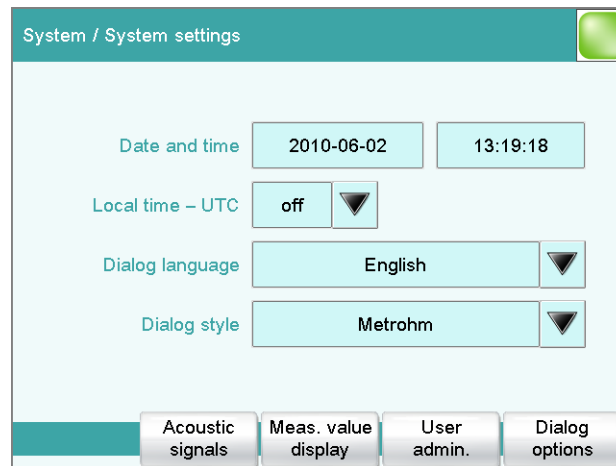 System / System settings
Date and time 2010-06-02 13:19:18
Local time – UTC off
Dialog language English
Dialog style Metrohm
Acoustic Meas. value User Dialog
signals display admin. options